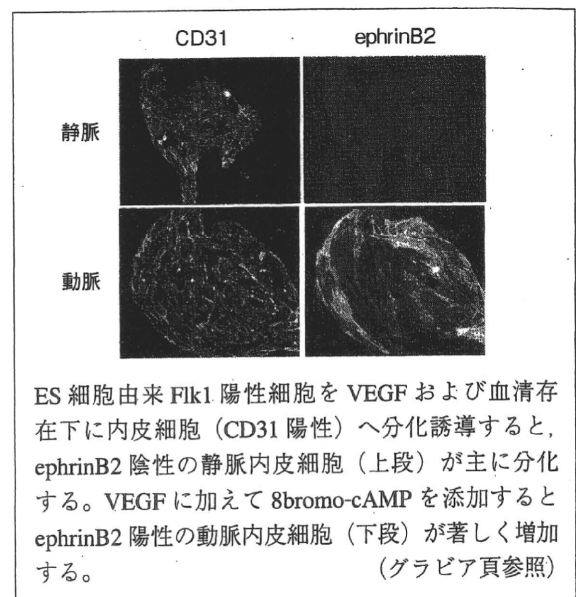 CD31 ephrinB2
静脈
動脈
ES 細胞由来 Flk1 陽性細胞を VEGF および血清存
在下に内皮細胞（CD31 陽性）へ分化誘導すると，
ephrinB2 陰性の静脈内皮細胞（上段）が主に分化
する。VEGF に加えて 8bromo-cAMP を添加すると
ephrinB2 陽性の動脈内皮細胞（下段）が著しく増加
する。 （グラビア頁参照）